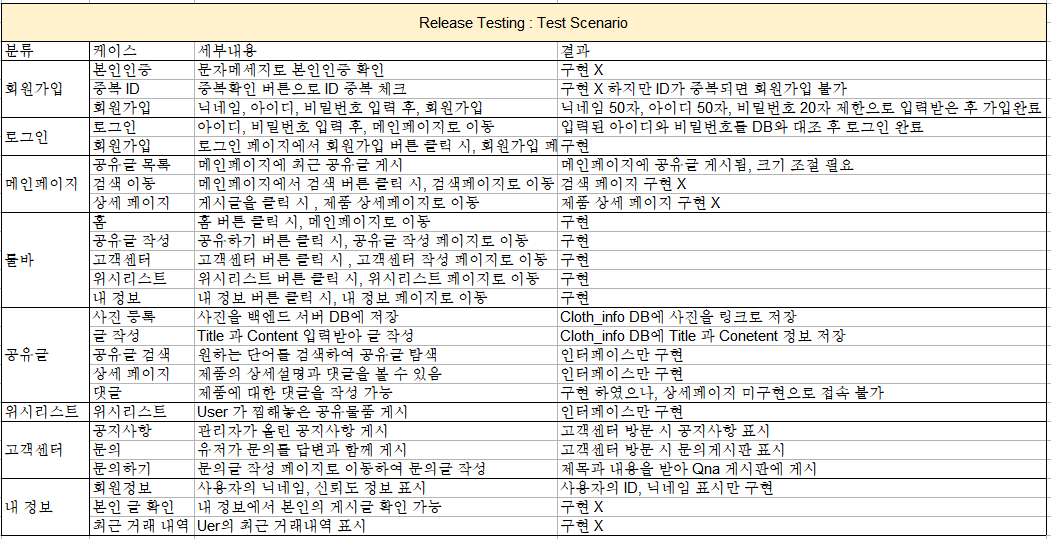 Release Testing : Test Scenario
분류 케이스 세부내용 결과
회원가입 본인인증 문자메세지로 본인인증 확인 구현 X
중복 ID 중복확인 버튼으로 ID 중복 체크 구현 X 하지만 ID가 중복되면 회원가입 불가
회원가입 닉네임, 아이디, 비밀번호 입력 후, 회원가입 닉네임 50자, 아이디 50자, 비밀번호 20자 제한으로 입력받은 후 가입완료
로그인 로그인 아이디, 비밀번호 입력 후, 메인페이지로 이동 입력된 아이디와 비밀번호를 DB와 대조 후 로그인 완료
회원가입 로그인 페이지에서 회원가입 버튼 클릭 시, 회원가입 페 구현
메인페이지 공유글 목록 메인페이지에 최근 공유글 게시 메인페이지에 공유글 게시됨, 크기 조절 필요
검색 이동 메인페이지에서 검색 버튼 클릭 시, 검색페이지로 이동 검색 페이지 구현 X
상세 페이지 게시글을 클릭 시 , 제품 상세페이지로 이동 제품 상세 페이지 구현 X
툴바 홈 홈 버튼 클릭 시, 메인페이지로 이동 구현
공유글 작성 공유하기 버튼 클릭 시, 공유글 작성 페이지로 이동 구현
고객센터 고객센터 버튼 클릭 시 , 고객센터 작성 페이지로 이동 구현
위시리스트 위시리스트 버튼 클릭 시, 위시리스트 페이지로 이동 구현
내 정보 내 정보 버튼 클릭 시, 내 정보 페이지로 이동 구현
공유글 사진 등록 사진을 백엔드 서버 DB에 저장 Cloth_info DB에 사진을 링크로 저장
글 작성 Title 과 Content 입력받아 글 작성 Cloth_info DB에 Title 과 Conetent 정보 저장
공유글 검색 원하는 단어를 검색하여 공유글 탐색 인터페이스만 구현
상세 페이지 제품의 상세설명과 댓글을 볼 수 있음 인터페이스만 구현
댓글 제품에 대한 댓글을 작성 가능 구현 하였으나, 상세페이지 미구현으로 접속 불가
위시리스트 위시리스트 User 가 찜해놓은 공유물품 게시 인터페이스만 구현
고객센터 공지사항 관리자가 올린 공지사항 게시 고객센터 방문 시 공지사항 표시
문의 유저가 문의를 답변과 함께 게시 고객센터 방문 시 문의게시판 표시
문의하기 문의글 작성 페이지로 이동하여 문의글 작성 제목과 내용을 받아 Qna 게시판에 게시
내 정보 회원정보 사용자의 닉네임, 신뢰도 정보 표시 사용자의 ID, 닉네임 표시만 구현
본인 글 확인 내 정보에서 본인의 게시글 확인 가능 구현 X
최근 거래 내역 Uer의 최근 거래내역 표시 구현 X